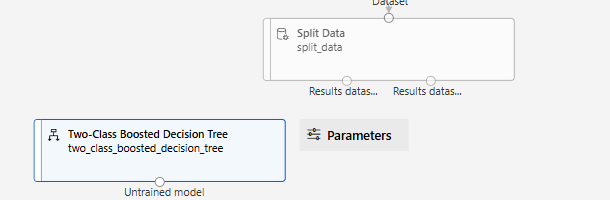 Dataset
Split Data
split_data
Results datas...
Results datas...
Two-Class Boosted Decision Tree
two_class_boosted_decision_tree
Parameters
Untrained model